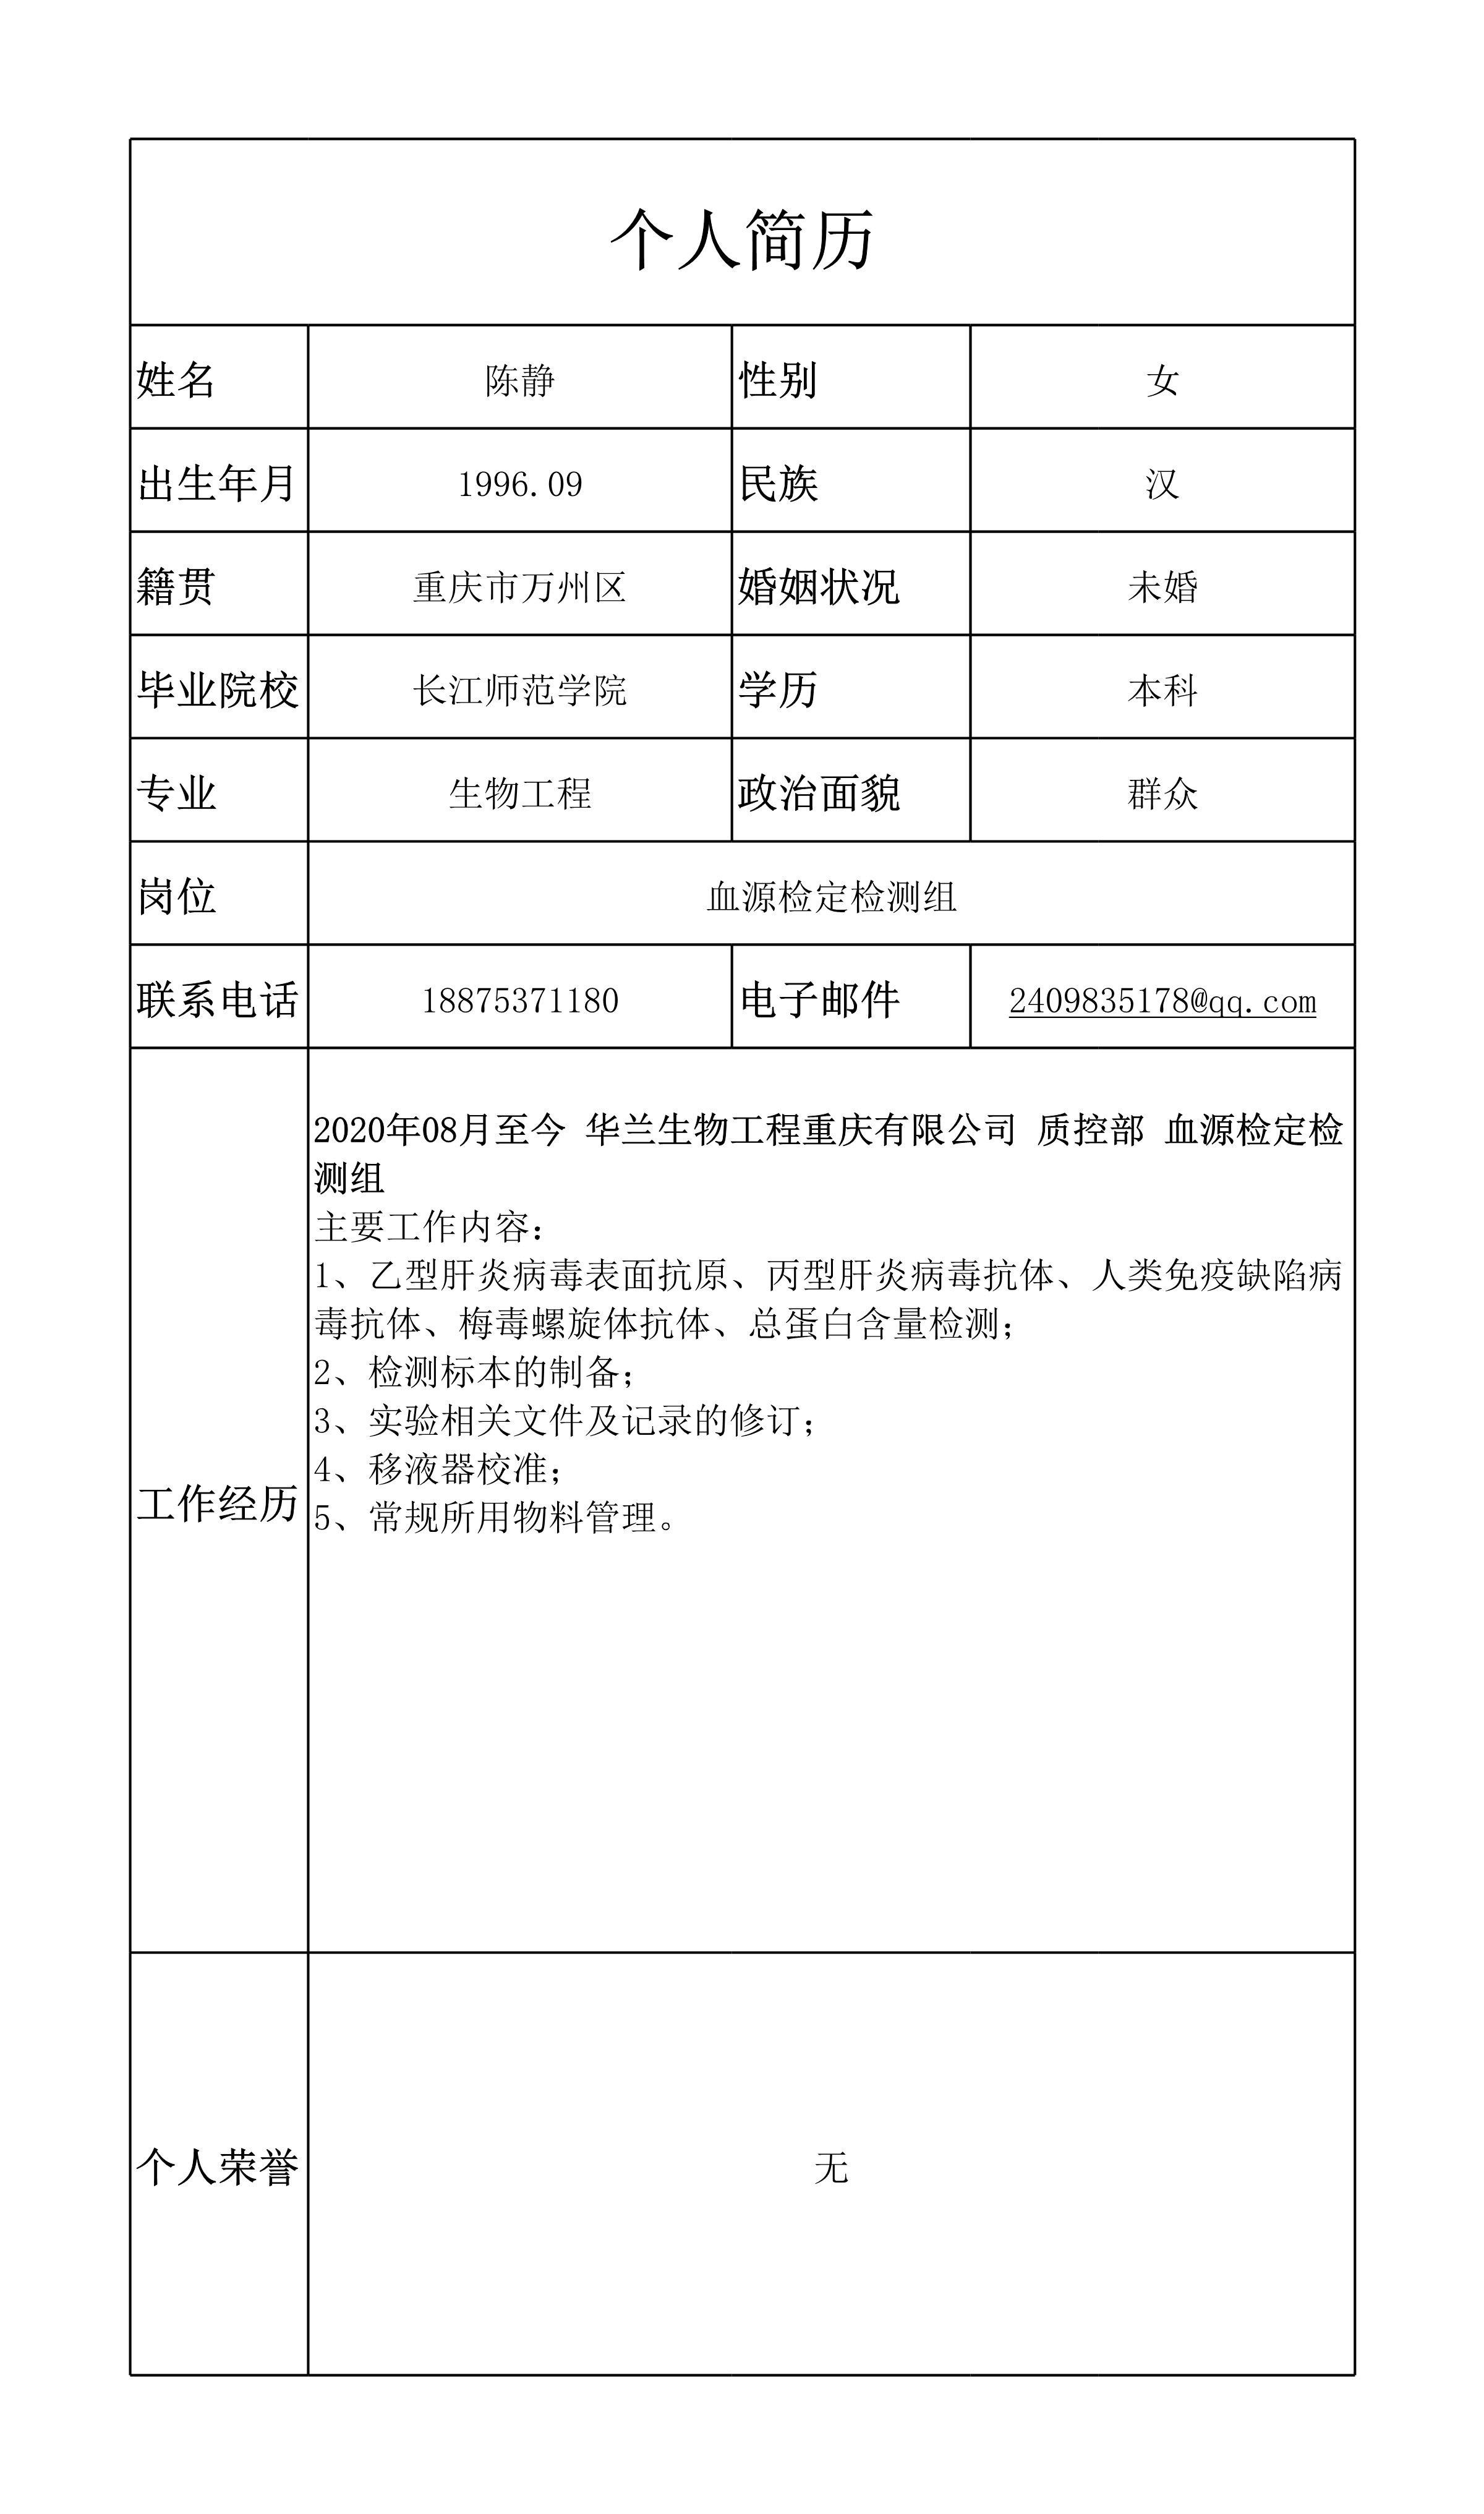 个人简历
姓名 陈静 性别 女
出生年月 1996.09 民族 汉
籍贯 重庆市万州区 婚姻状况 未婚
毕业院校 长江师范学院 学历 本科
专业 生物工程 政治面貌 群众
岗位 血源检定检测组
联系电话 18875371180 电子邮件 2409835178@qq.com
2020年08月至今 华兰生物工程重庆有限公司 质控部 血源检定检
测组
主要工作内容：
1、乙型肝炎病毒表面抗原、丙型肝炎病毒抗体、人类免疫缺陷病
毒抗体、梅毒螺旋体抗体、总蛋白含量检测；
2、检测标本的制备；
3、实验相关文件及记录的修订；
4、移液器校准；
工作经历
5、常规所用物料管理。
个人荣誉 无